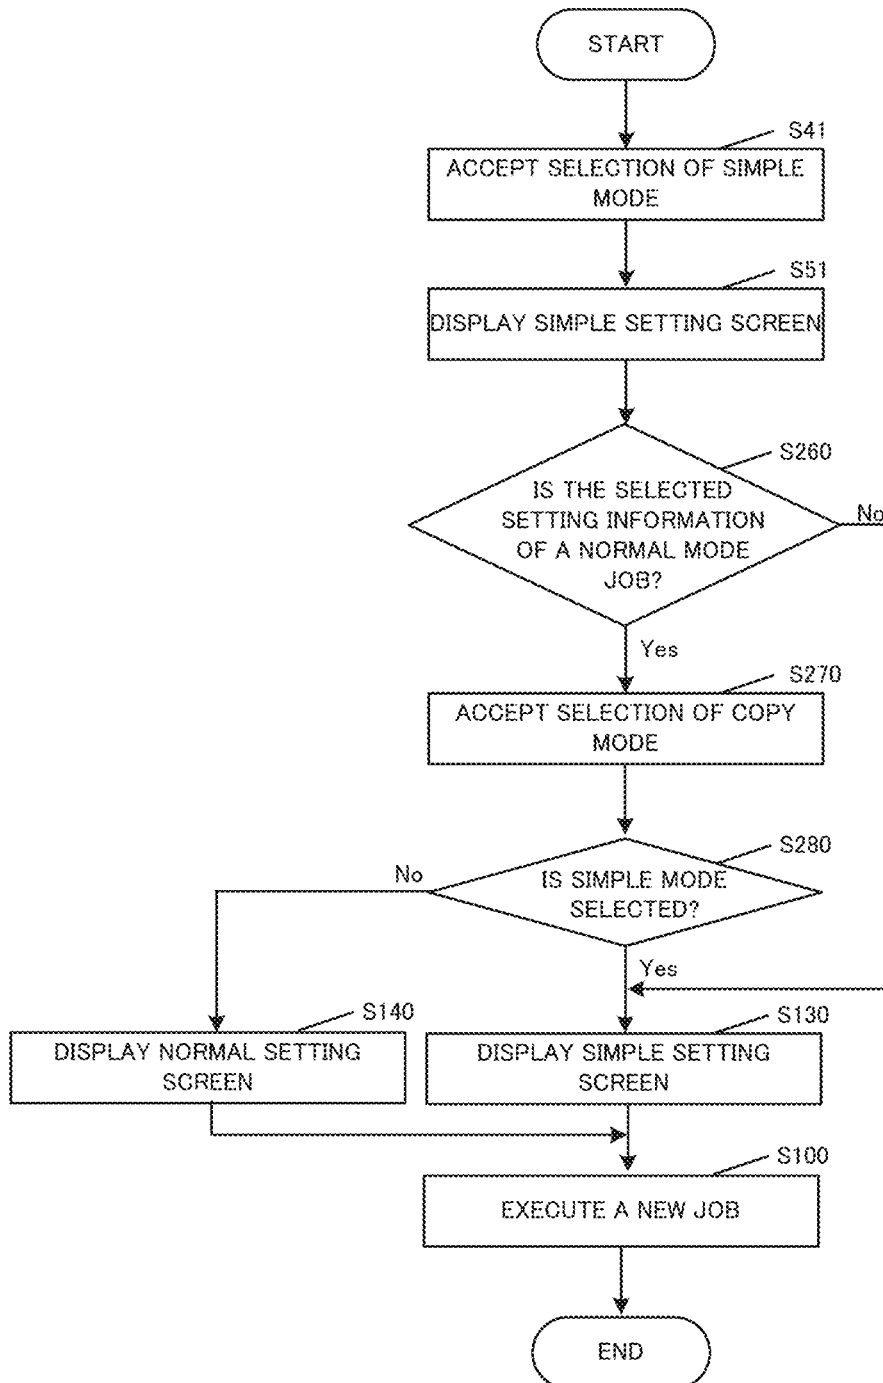 START
S41
ACCEPT SELECTION OF SIMPLE
MODE
S51
DISPLAY SIMPLE SETTING SCREEN
S260
IS THE SELECTED
SETTING INFORMATION
OF A NORMAL MODE
JOB?
No
Yes
S270
ACCEPT SELECTION OF COPY
MODE
S280
No
IS SIMPLE MODE
SELECTED?
Yes
S140
DISPLAY NORMAL SETTING
SCREEN
S130
DISPLAY SIMPLE SETTING
SCREEN
S100
EXECUTE A NEW JOB
END